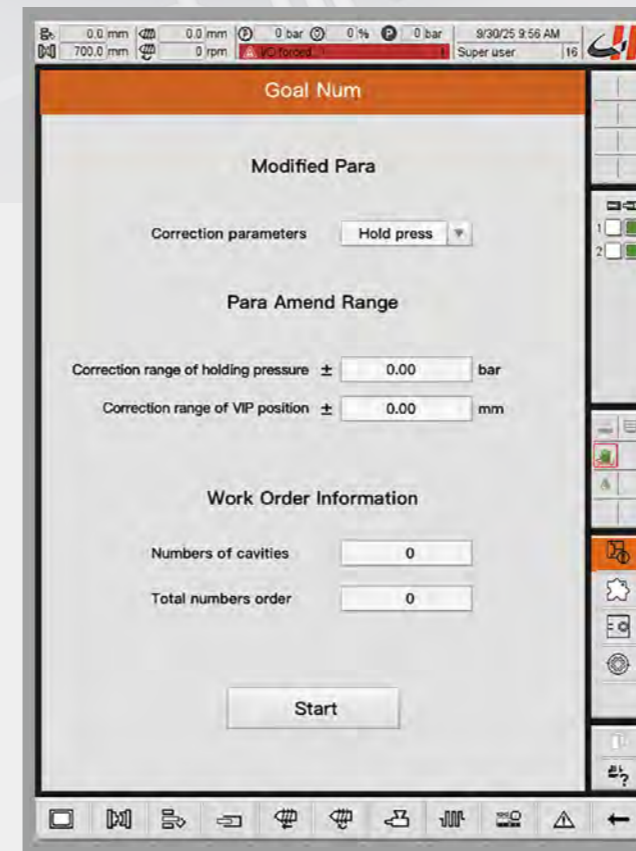 0.0 mm 0.0 mm 0 bar 0 % P 0 bar 9/30/25 9:56 AM
700.0 mm 0 rpm I/O forced Super user 16
Goal Num
Modified Para
Correction parameters Hold press
Para Amend Range
Correction range of holding pressure ± 0.00 bar
Correction range of VIP position ± 0.00 mm
Work Order Information
Numbers of cavities 0
Total numbers order 0
Start
1
2
?